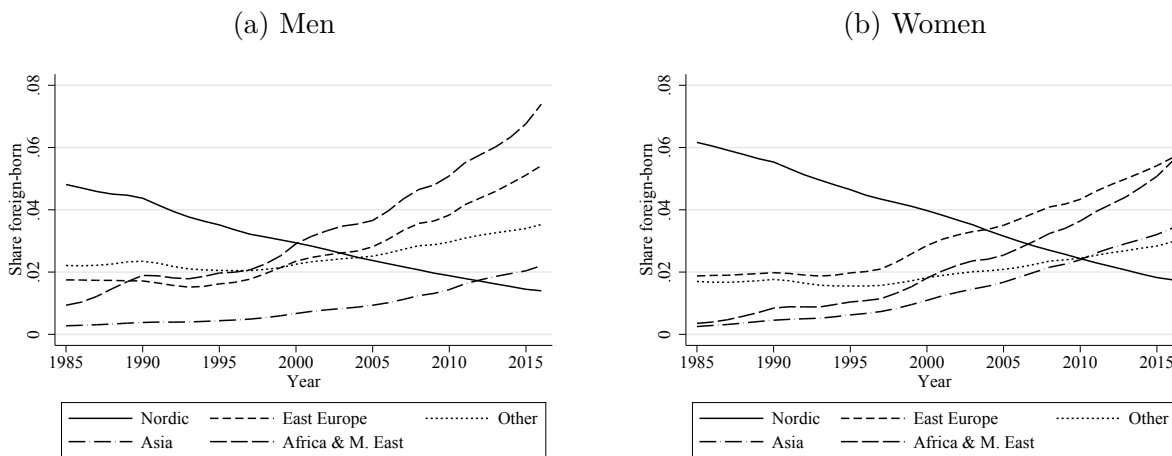 (a) Men
Share foreign-born
.08
.06
.04
.02
0
1985 1990 1995 2000 2005 2010 2015
Year
Nordic East Europe Other
Asia Africa & M. East
(b) Women
Share foreign-born
.08
.06
.04
.02
0
1985 1990 1995 2000 2005 2010 2015
Year
Nordic East Europe Other
Asia Africa & M. East